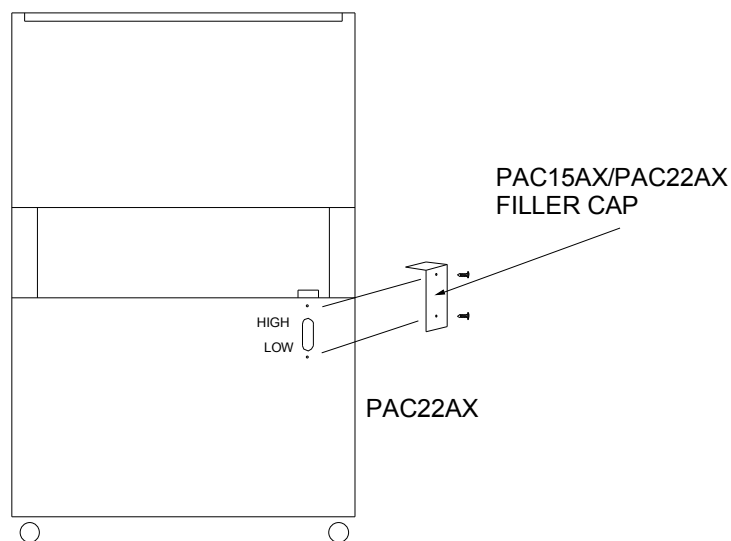 PAC15AX/PAC22AX
FILLER CAP
HIGH
LOW
PAC22AX